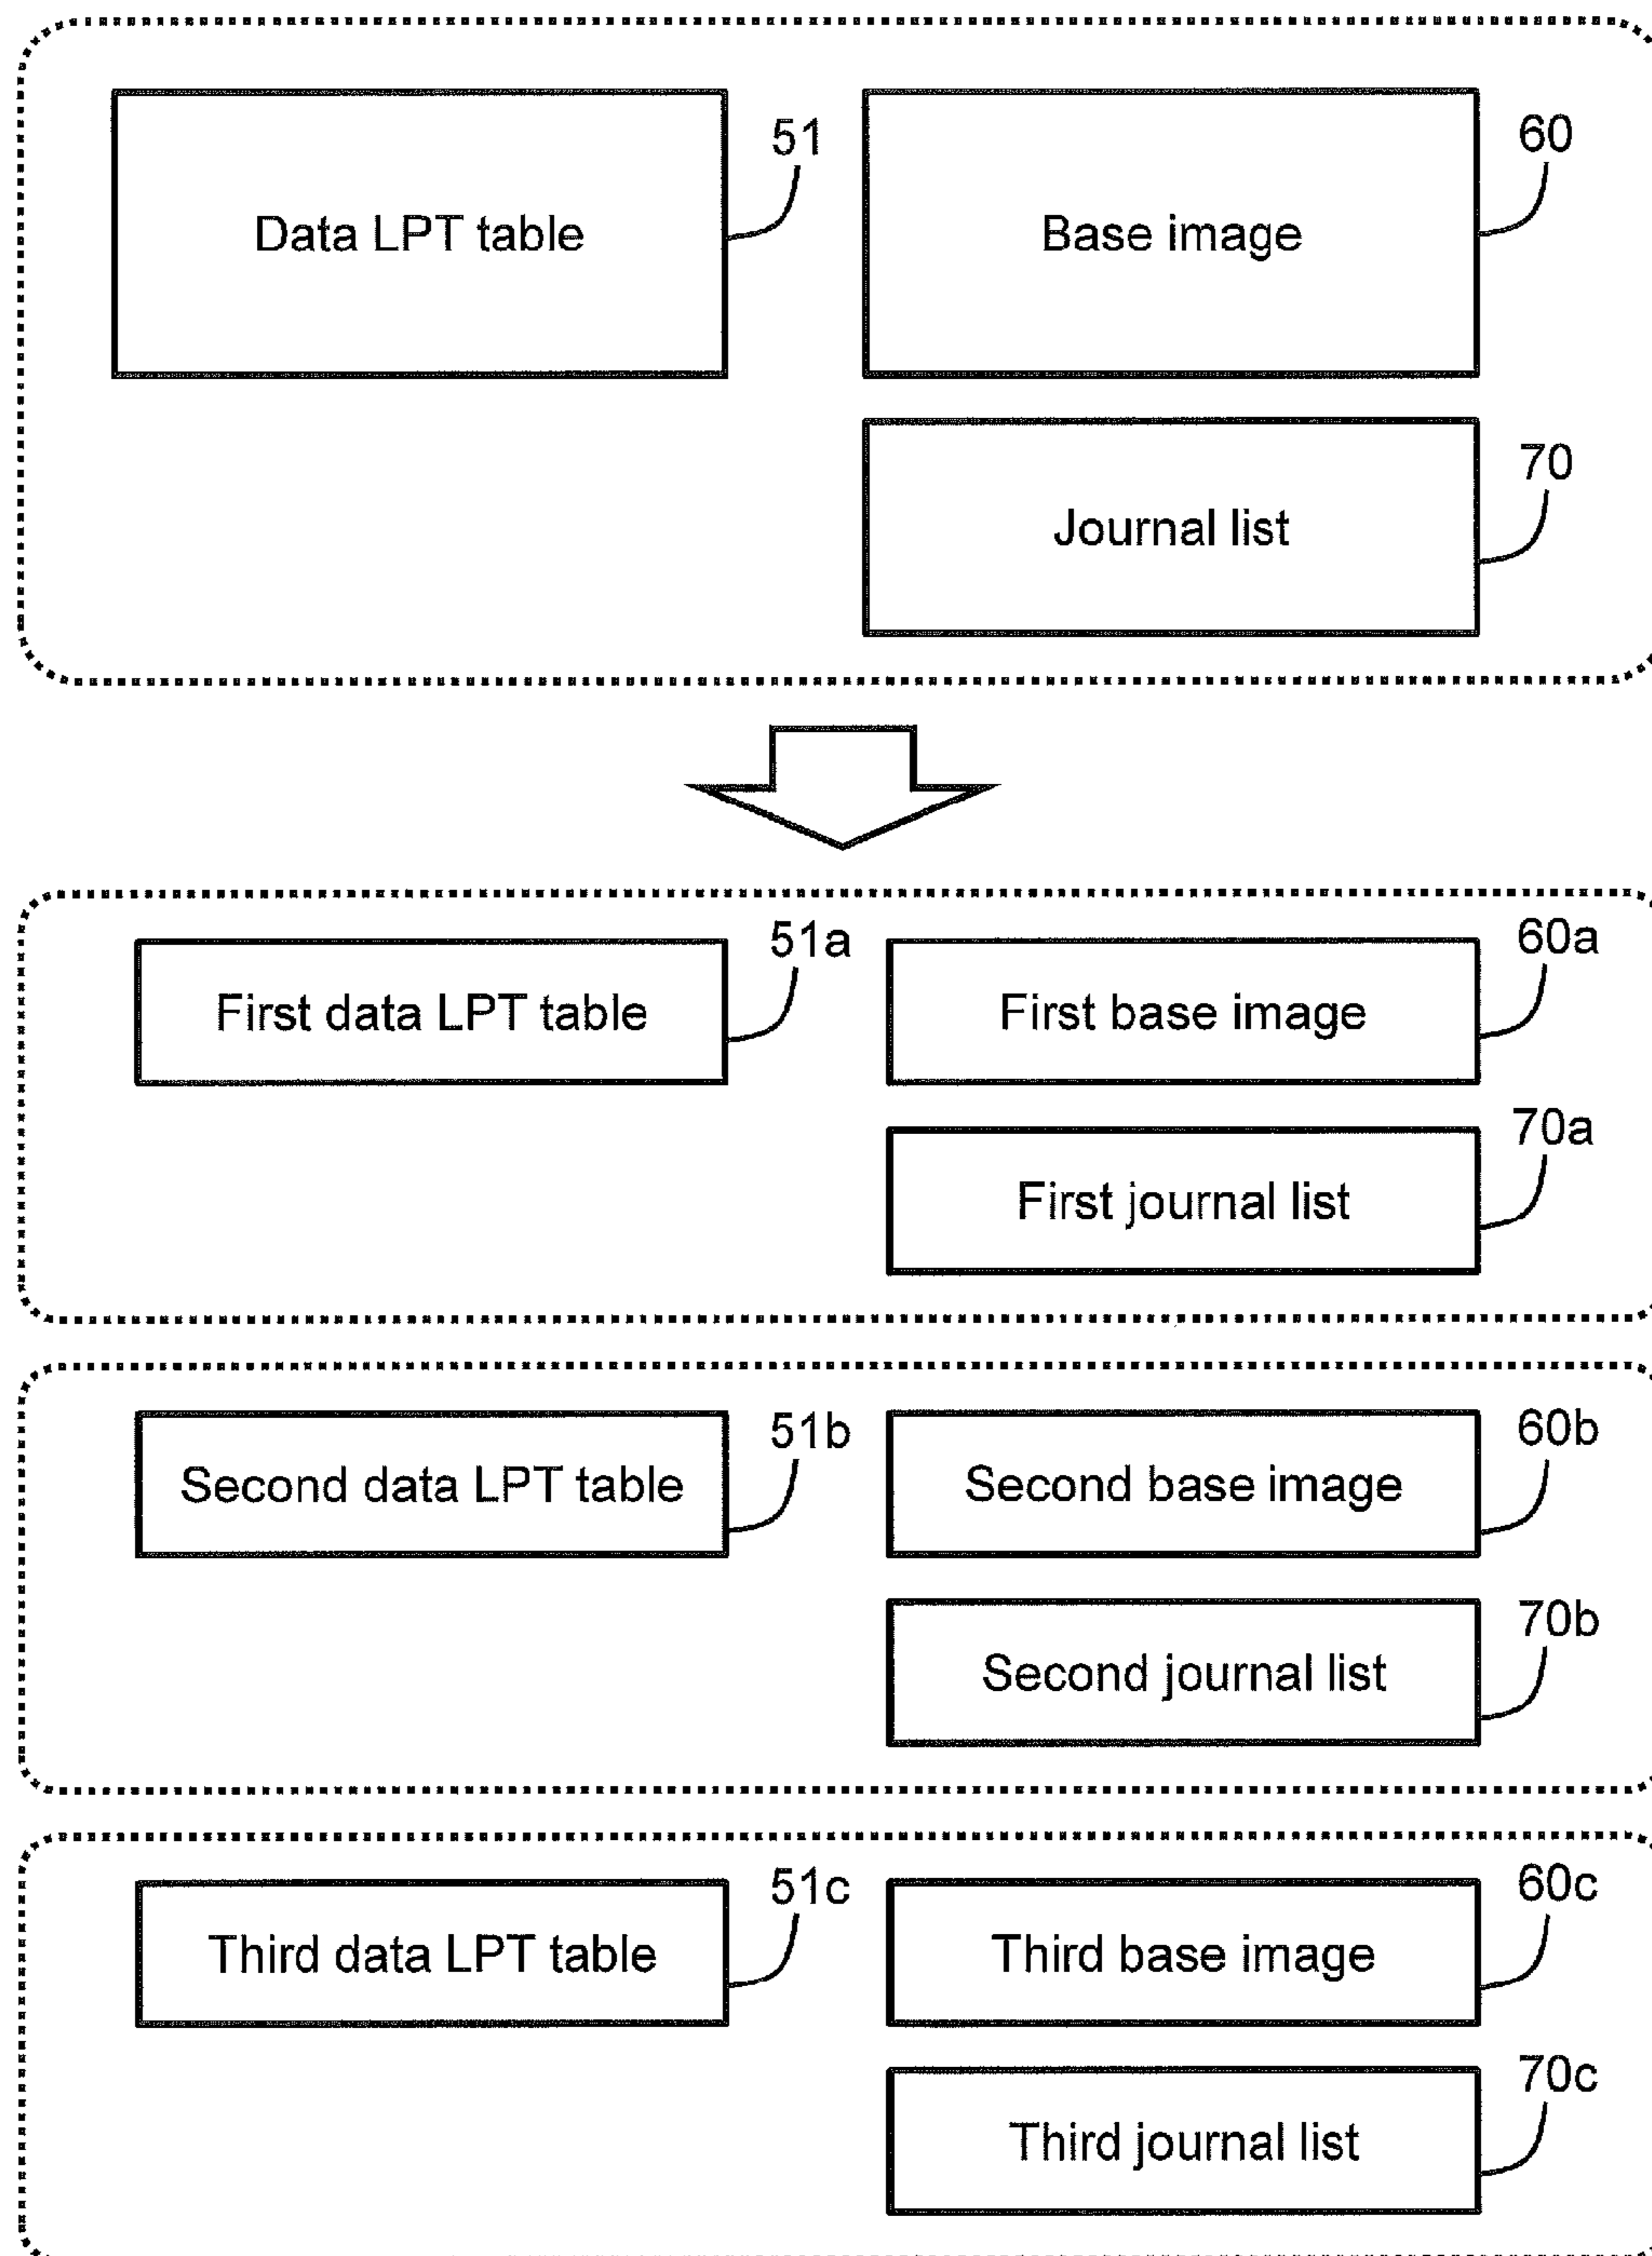 51
60
Data LPT table
Base image
70
Journal list
51a
60a
First data LPT table
First base image
70a
First journal list
51b
60b
Second data LPT table
Second base image
70b
Second journal list
51c
60c
Third data LPT table
Third base image
70c
Third journal list